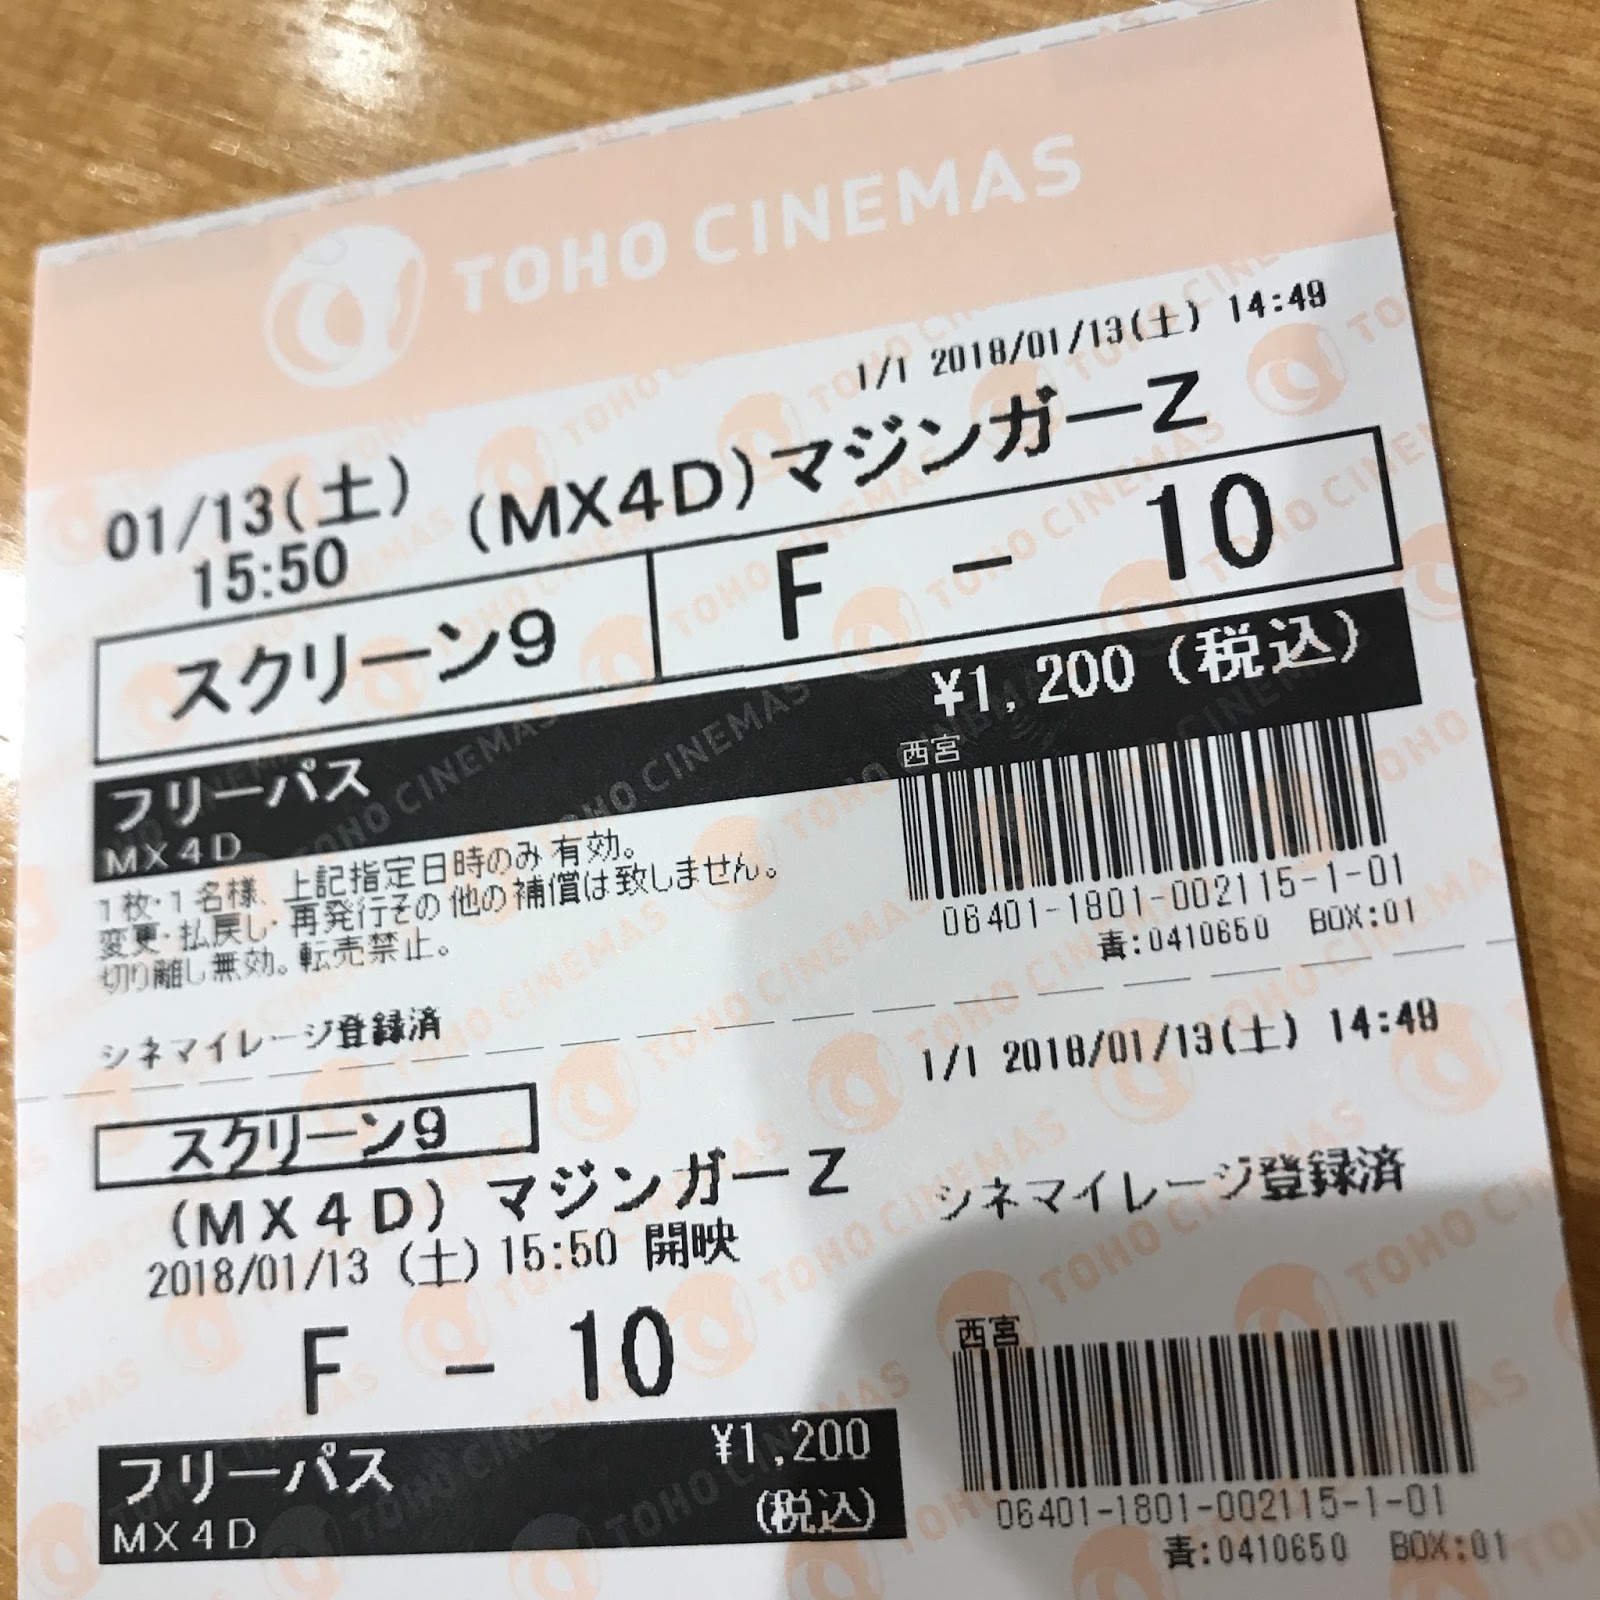 TOHO CINEMAS
1/1 2018/01/13(土) 14:49
01/13(土) (MX4D)マジンガーZ
15:50
スクリーン9 F - 10
フリーパス ¥1,200(税込)
MX4D
西宮
1枚・1名様、上記指定日時のみ有効。
変更・払戻し・再発行その他の補償は致しません。
切り離し無効。転売禁止。
06401-1801-002115-1-01
青:0410650 BOX:01
シネマイレージ登録済
1/1 2018/01/13(土) 14:49
スクリーン9
(MX4D) マジンガーZ
シネマイレージ登録済
2018/01/13 (土) 15:50 開映
F - 10
西宮
フリーパス ¥1,200
MX4D (税込)
06401-1801-002115-1-01
青:0410650 BOX:01